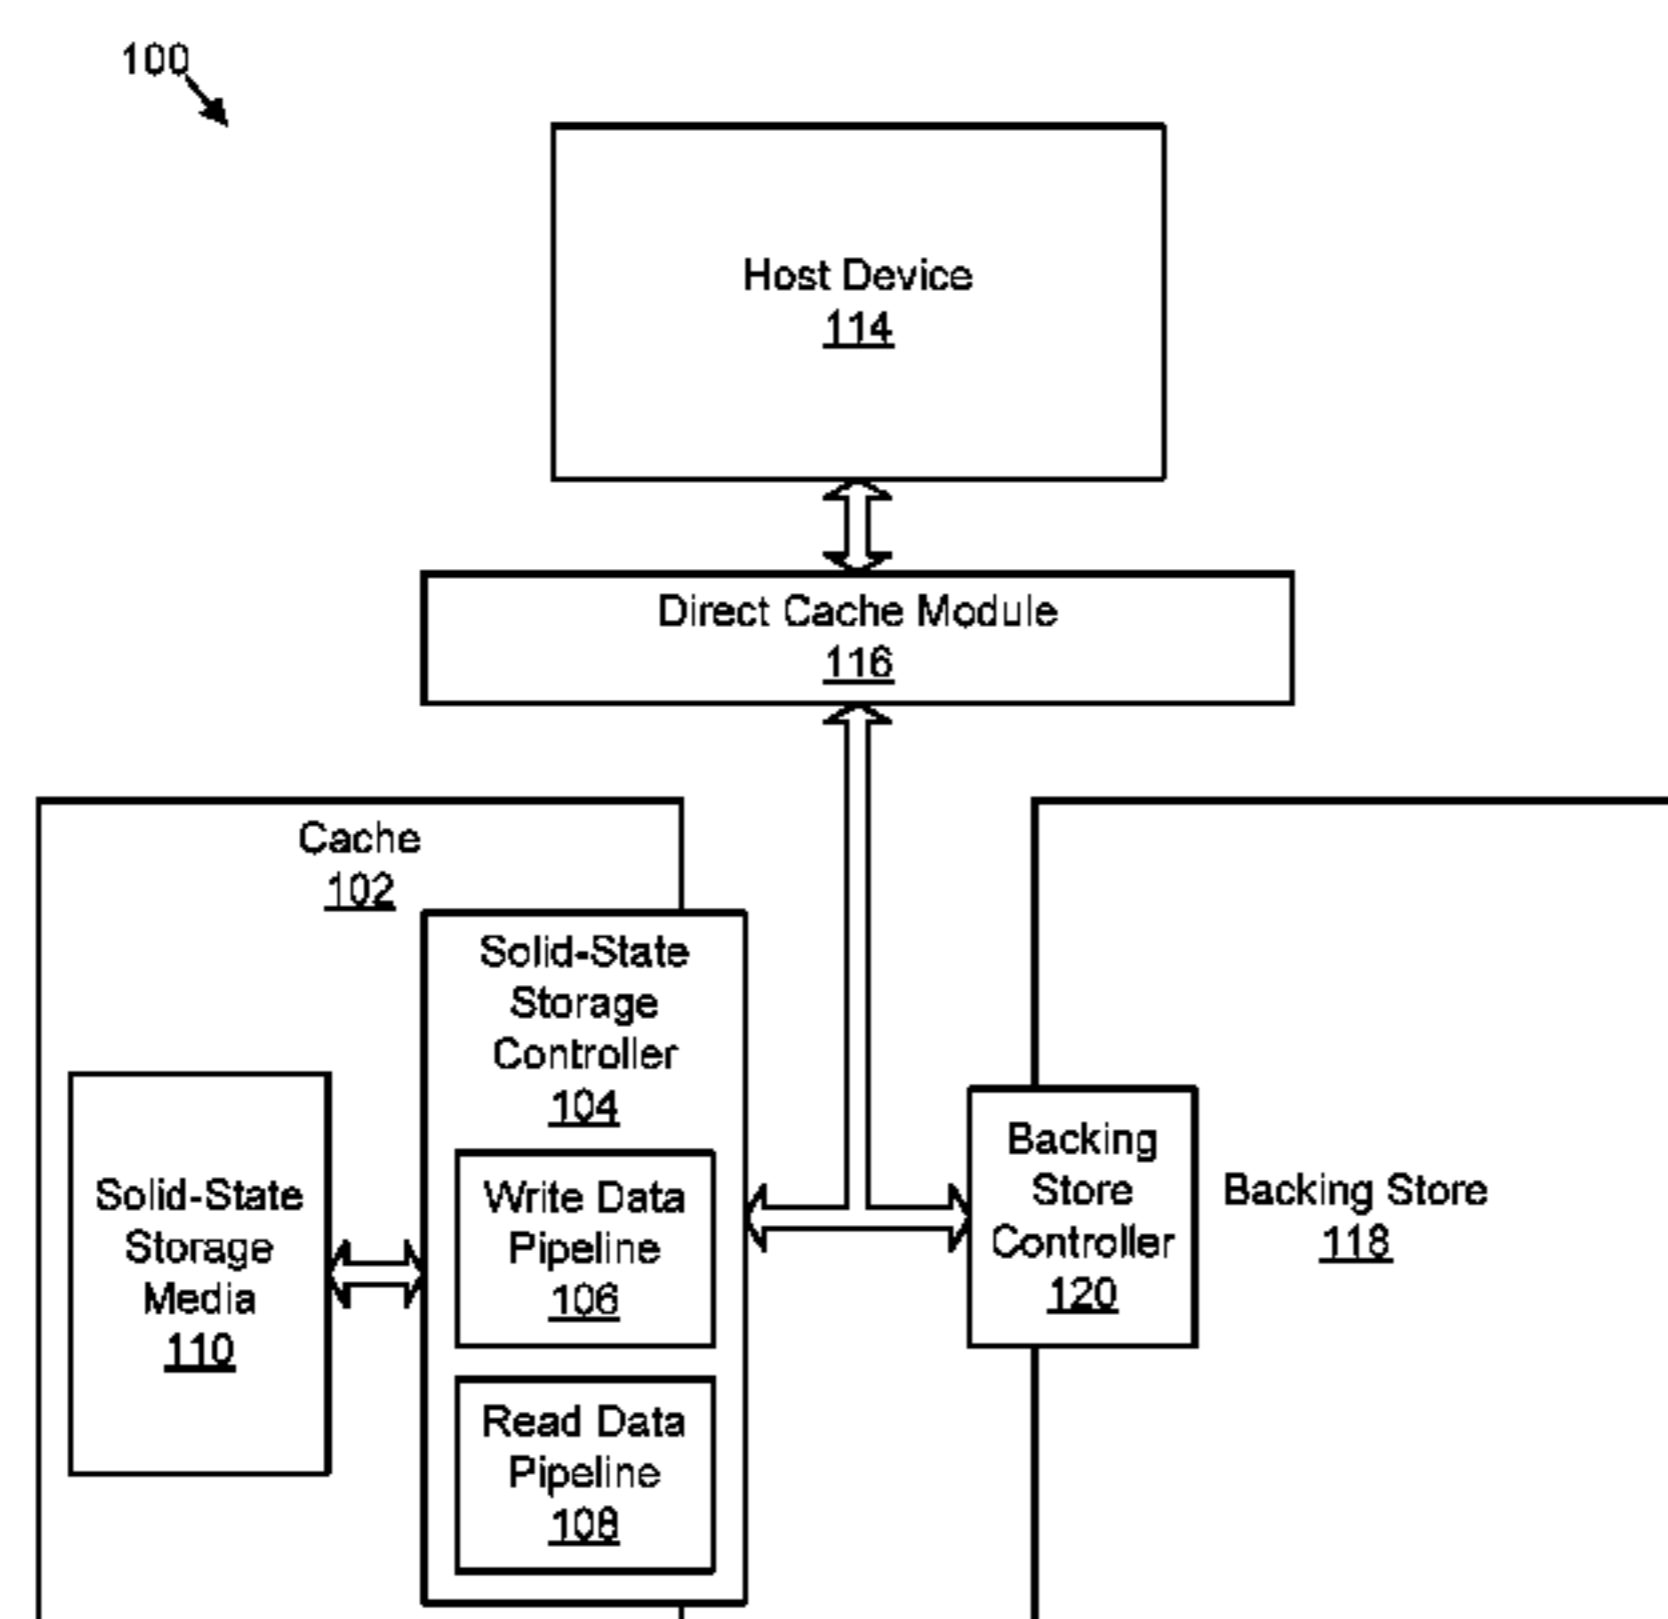 100
Host Device
114
Direct Cache Module
116
Cache
102
Solid-State
Storage
Controller
104
Solid-State
Storage
Media
110
Write Data
Pipeline
106
Read Data
Pipeline
108
Backing
Store
Controller
120
Backing Store
118